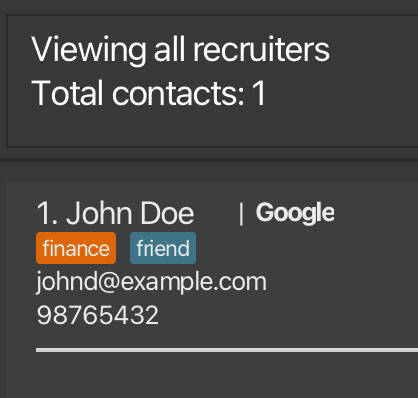 Viewing all recruiters
Total contacts: 1
1. John Doe | Google
finance friend
johnd@example.com
98765432